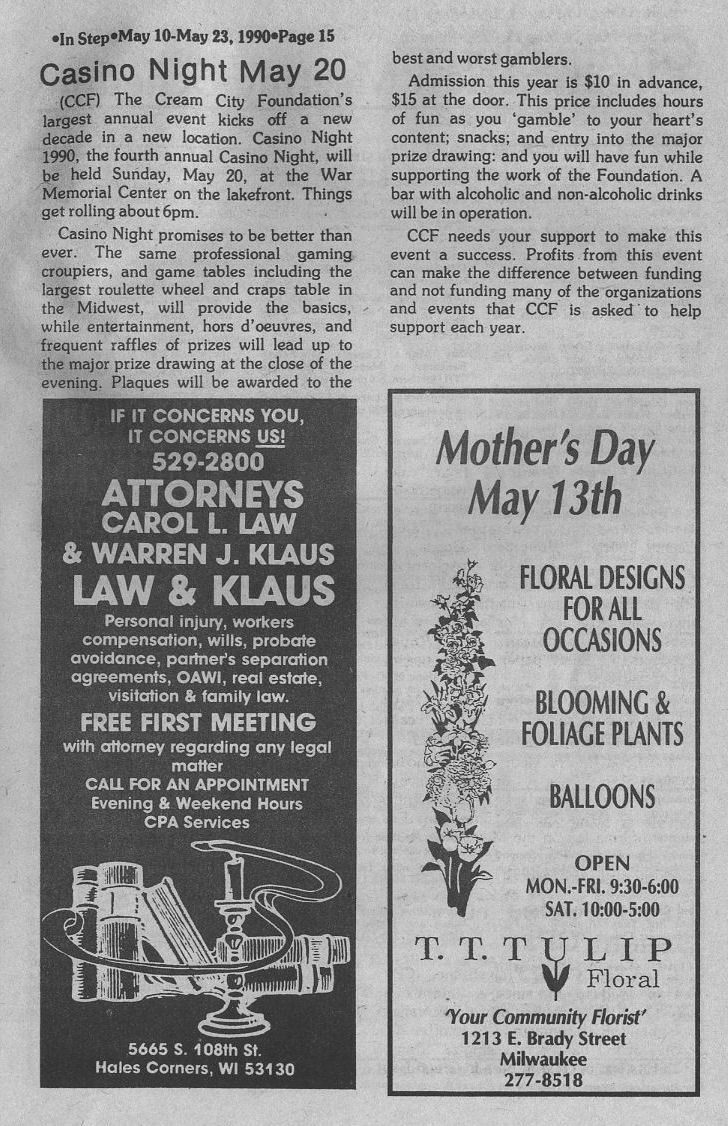 •In Step•May 10-May 23, 1990•Page 15
Casino Night May 20
(CCF) The Cream City Foundation's
largest annual event kicks off a new
decade in a new location. Casino Night
1990, the fourth annual Casino Night, will
be held Sunday, May 20, at the War
Memorial Center on the lakefront. Things
get rolling about 6pm.
Casino Night promises to be better than
ever. The same professional gaming
croupiers, and game tables including the
largest roulette wheel and craps table in
the Midwest, will provide the basics,
while entertainment, hors d'oeuvres, and
frequent raffles of prizes will lead up to
the major prize drawing at the close of the
evening. Plaques will be awarded to the
best and worst gamblers.
Admission this year is $10 in advance,
$15 at the door. This price includes hours
of fun as you 'gamble' to your heart's
content; snacks; and entry into the major
prize drawing: and you will have fun while
supporting the work of the Foundation. A
bar with alcoholic and non-alcoholic drinks
will be in operation.
CCF needs your support to make this
event a success. Profits from this event
can make the difference between funding
and not funding many of the organizations
and events that CCF is asked to help
support each year.
IF IT CONCERNS YOU,
IT CONCERNS US!
529-2800
ATTORNEYS
CAROL L. LAW
& WARREN J. KLAUS
LAW & KLAUS
Personal injury, workers
compensation, wills, probate
avoidance, partner's separation
agreements, OAWI, real estate,
visitation & family law.
FREE FIRST MEETING
with attorney regarding any legal
matter
CALL FOR AN APPOINTMENT
Evening & Weekend Hours
CPA Services
5665 S. 108th St.
Hales Corners, WI 53130
Mother's Day
May 13th
FLORAL DESIGNS
FOR ALL
OCCASIONS
BLOOMING &
FOLIAGE PLANTS
BALLOONS
OPEN
MON.-FRI. 9:30-6:00
SAT. 10:00-5:00
T. T. TULIP
Floral
'Your Community Florist'
1213 E. Brady Street
Milwaukee
277-8518